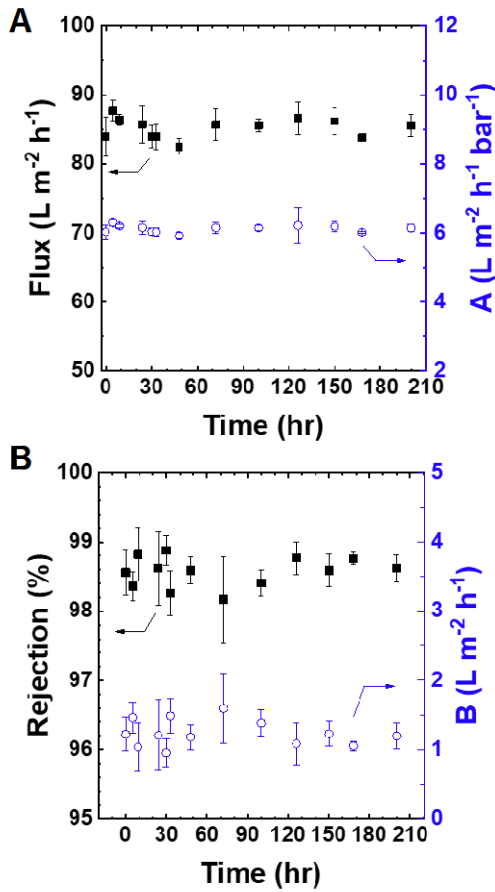 A
100
90
80
70
60
50
Flux (L m⁻² h⁻¹)
12
10
8
6
4
2
A (L m⁻² h⁻¹ bar⁻¹)
0 30 60 90 120 150 180 210
Time (hr)
B
100
99
98
96
96
95
Rejection (%)
5
4
3
2
1
0
B (L m⁻² h⁻¹)
0 30 60 90 120 150 180 210
Time (hr)